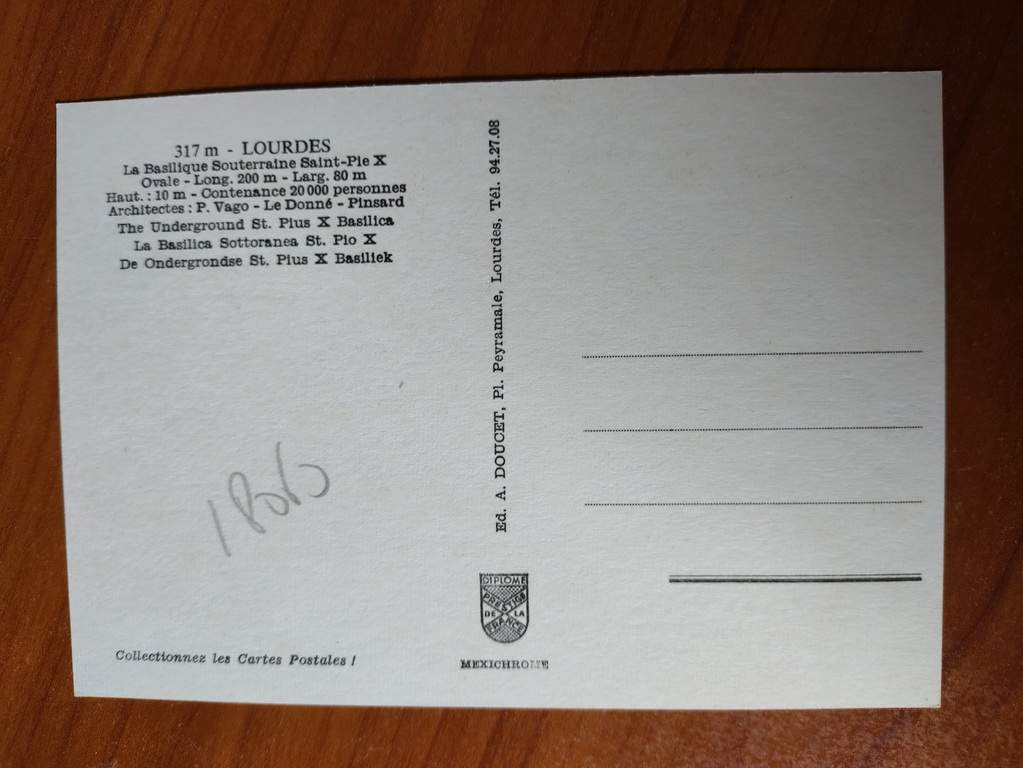 317 m - LOURDES
La Basilique Souterraine Saint-Pie X
Ovale - Long. 200 m - Larg. 80 m
Haut. : 10 m - Contenance 20 000 personnes
Architectes : P. Vago - Le Donné - Pinsard
The Underground St. Pius X Basilica
La Basilica Sottoranea St. Pio X
De Ondergrondse St. Pius X Basiliek
Collectionnez les Cartes Postales !
Ed. A. DOUCET, Pl. Peyramale, Lourdes, Tél. 94.27.08
DIPLOME
PRESTIGE
DE LA
FRANCE
MEXICHROME